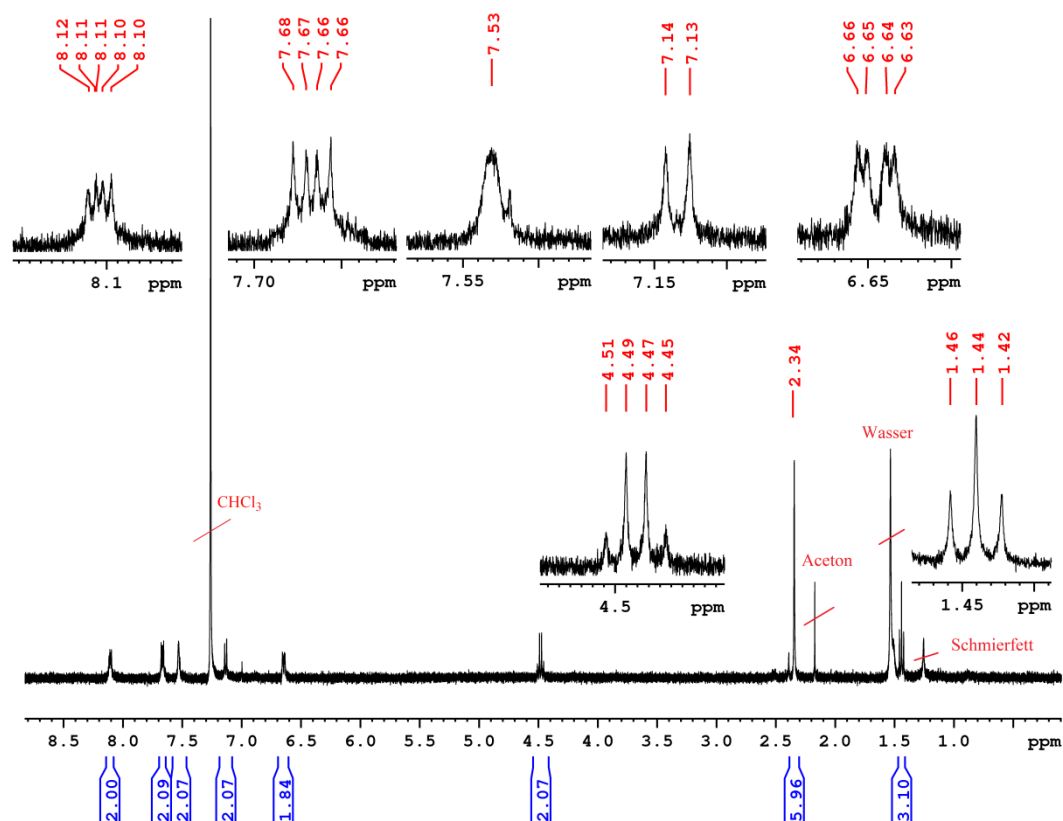 8.12 8.11 8.11 8.10 8.10
7.68 7.67 7.66 7.66
7.53
7.14 7.13
6.66 6.65 6.64 6.63
8.1 ppm
7.70 ppm
7.55 ppm
7.15 ppm
6.65 ppm
4.51 4.49 4.47 4.45
2.34
1.46 1.44 1.42
Wasser
CHCl₃
Aceton
4.5 ppm
1.45 ppm
Schmierfett
8.5 8.0 7.5 7.0 6.5 6.0 5.5 5.0 4.5 4.0 3.5 3.0 2.5 2.0 1.5 1.0 ppm
2.00 2.09 2.07 2.07 1.84 2.07 5.96 3.10